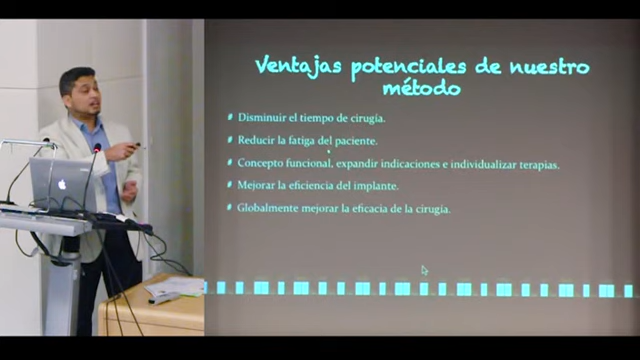 Ventajas potenciales de nuestro
método
# Disminuir el tiempo de cirugía.
# Reducir la fatiga del paciente.
# Concepto funcional, expandir indicaciones e individualizar terapias.
# Mejorar la eficiencia del implante.
# Globalmente mejorar la eficacia de la cirugía.